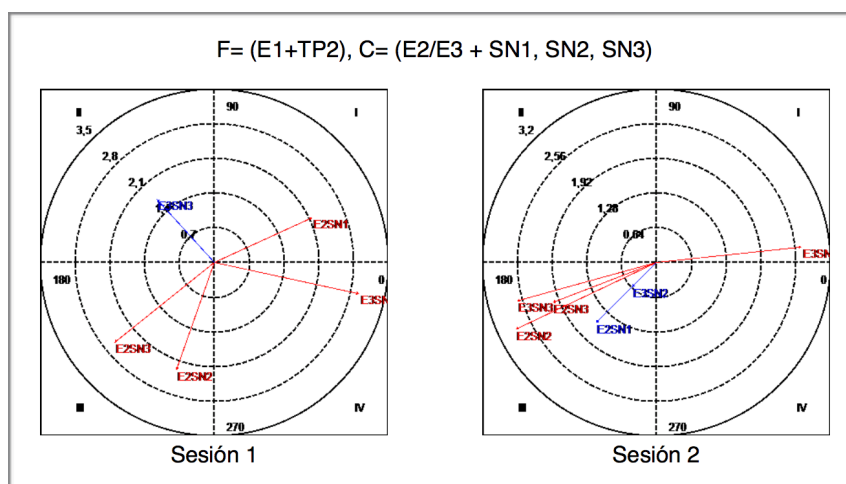 F= (E1+TP2), C= (E2/E3 + SN1, SN2, SN3)
90
II
I
3,5
2,8
2,1
E3SN3
0,7
E2SN1
180
0
E3SN
E2SN3
E2SN2
III
IV
270
Sesión 1
90
II
I
3,2
2,56
1,92
1,28
0,64
E3SN
180
0
E3SN2
E3SN3
E2SN3
E2SN1
E2SN2
III
IV
270
Sesión 2